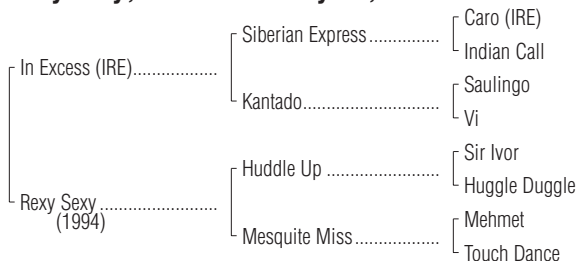 Siberian Express..............
Caro (IRE)
Indian Call
In Excess (IRE)..................
Kantado.............................
Saulingo
Vi
Huddle Up ........................
Sir Ivor
Huggle Duggle
Rexy Sexy.........................
(1994)
Mesquite Miss..................
Mehmet
Touch Dance